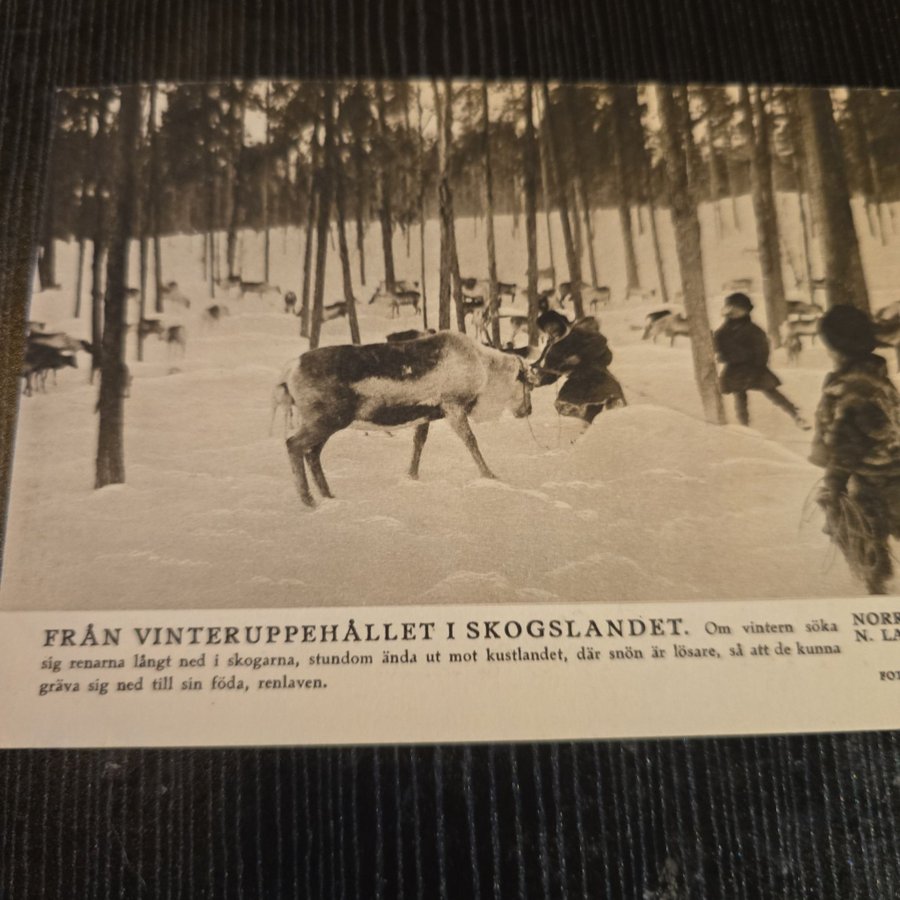 FRÅN VINTERUPPEHÅLLET I SKOGSLANDET. Om vintern söka
sig renarna långt ned i skogarna, stundom ända ut mot kustlandet, där snön är lösare, så att de kunna
gräva sig ned till sin föda, renlaven.
N.